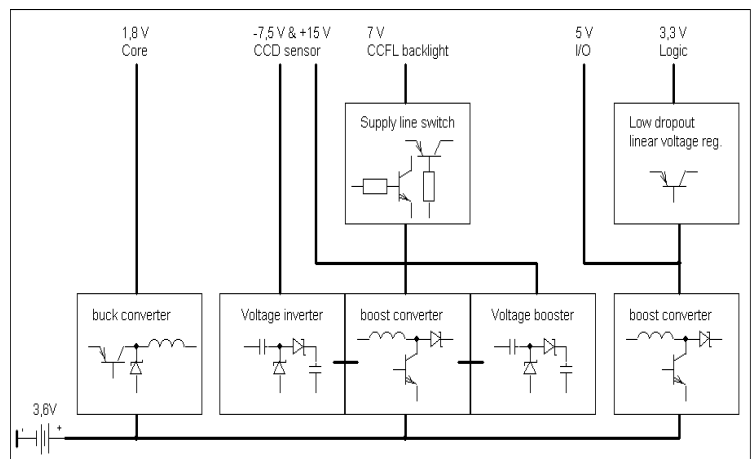 1,8 V
Core
-7,5 V & +15 V
CCD sensor
7 V
CCFL backlight
5 V
I/O
3,3 V
Logic
Supply line switch
Low dropout
linear voltage reg.
buck converter
Voltage inverter
boost converter
Voltage booster
boost converter
3,6V
- +